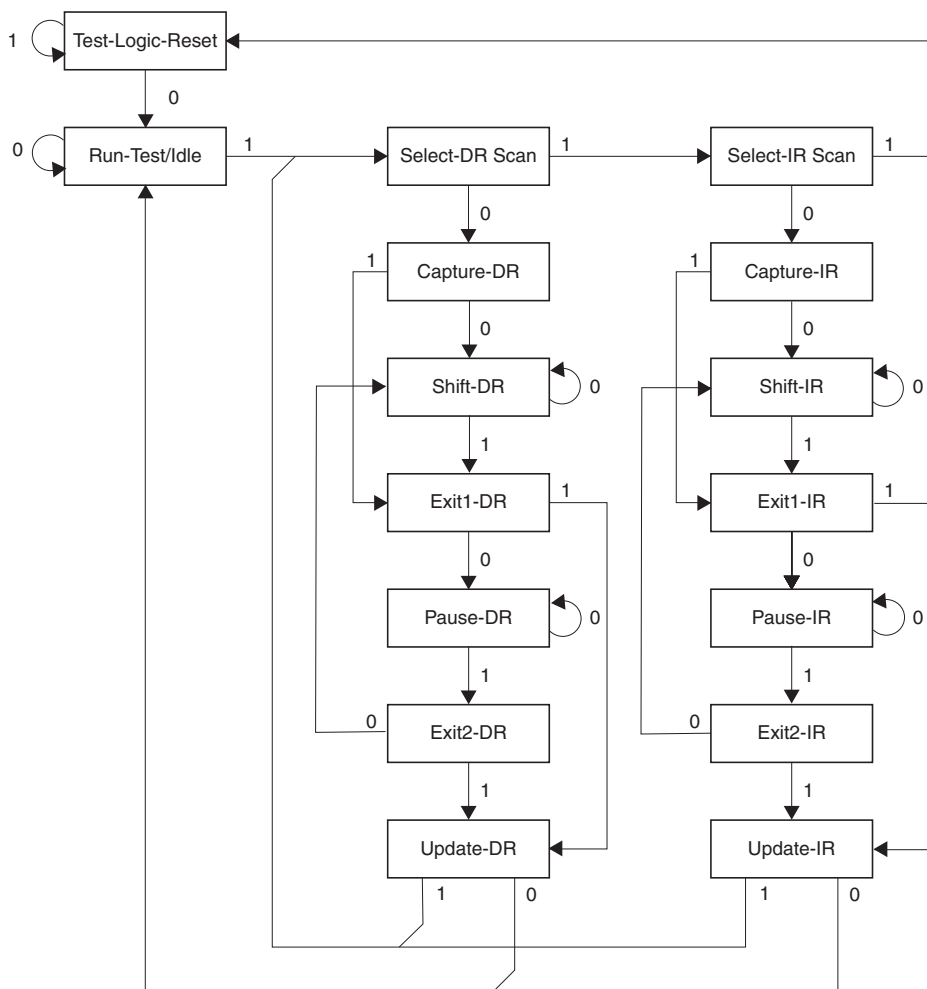 1 Test-Logic-Reset
0
0 Run-Test/Idle 1 Select-DR Scan 1 Select-IR Scan 1
0 0
1 Capture-DR 1 Capture-IR
0 0
Shift-DR 0 Shift-IR 0
1 1
Exit1-DR 1 Exit1-IR 1
0 0
Pause-DR 0 Pause-IR 0
1 1
0 Exit2-DR 0 Exit2-IR
1 1
Update-DR Update-IR
1 0 1 0